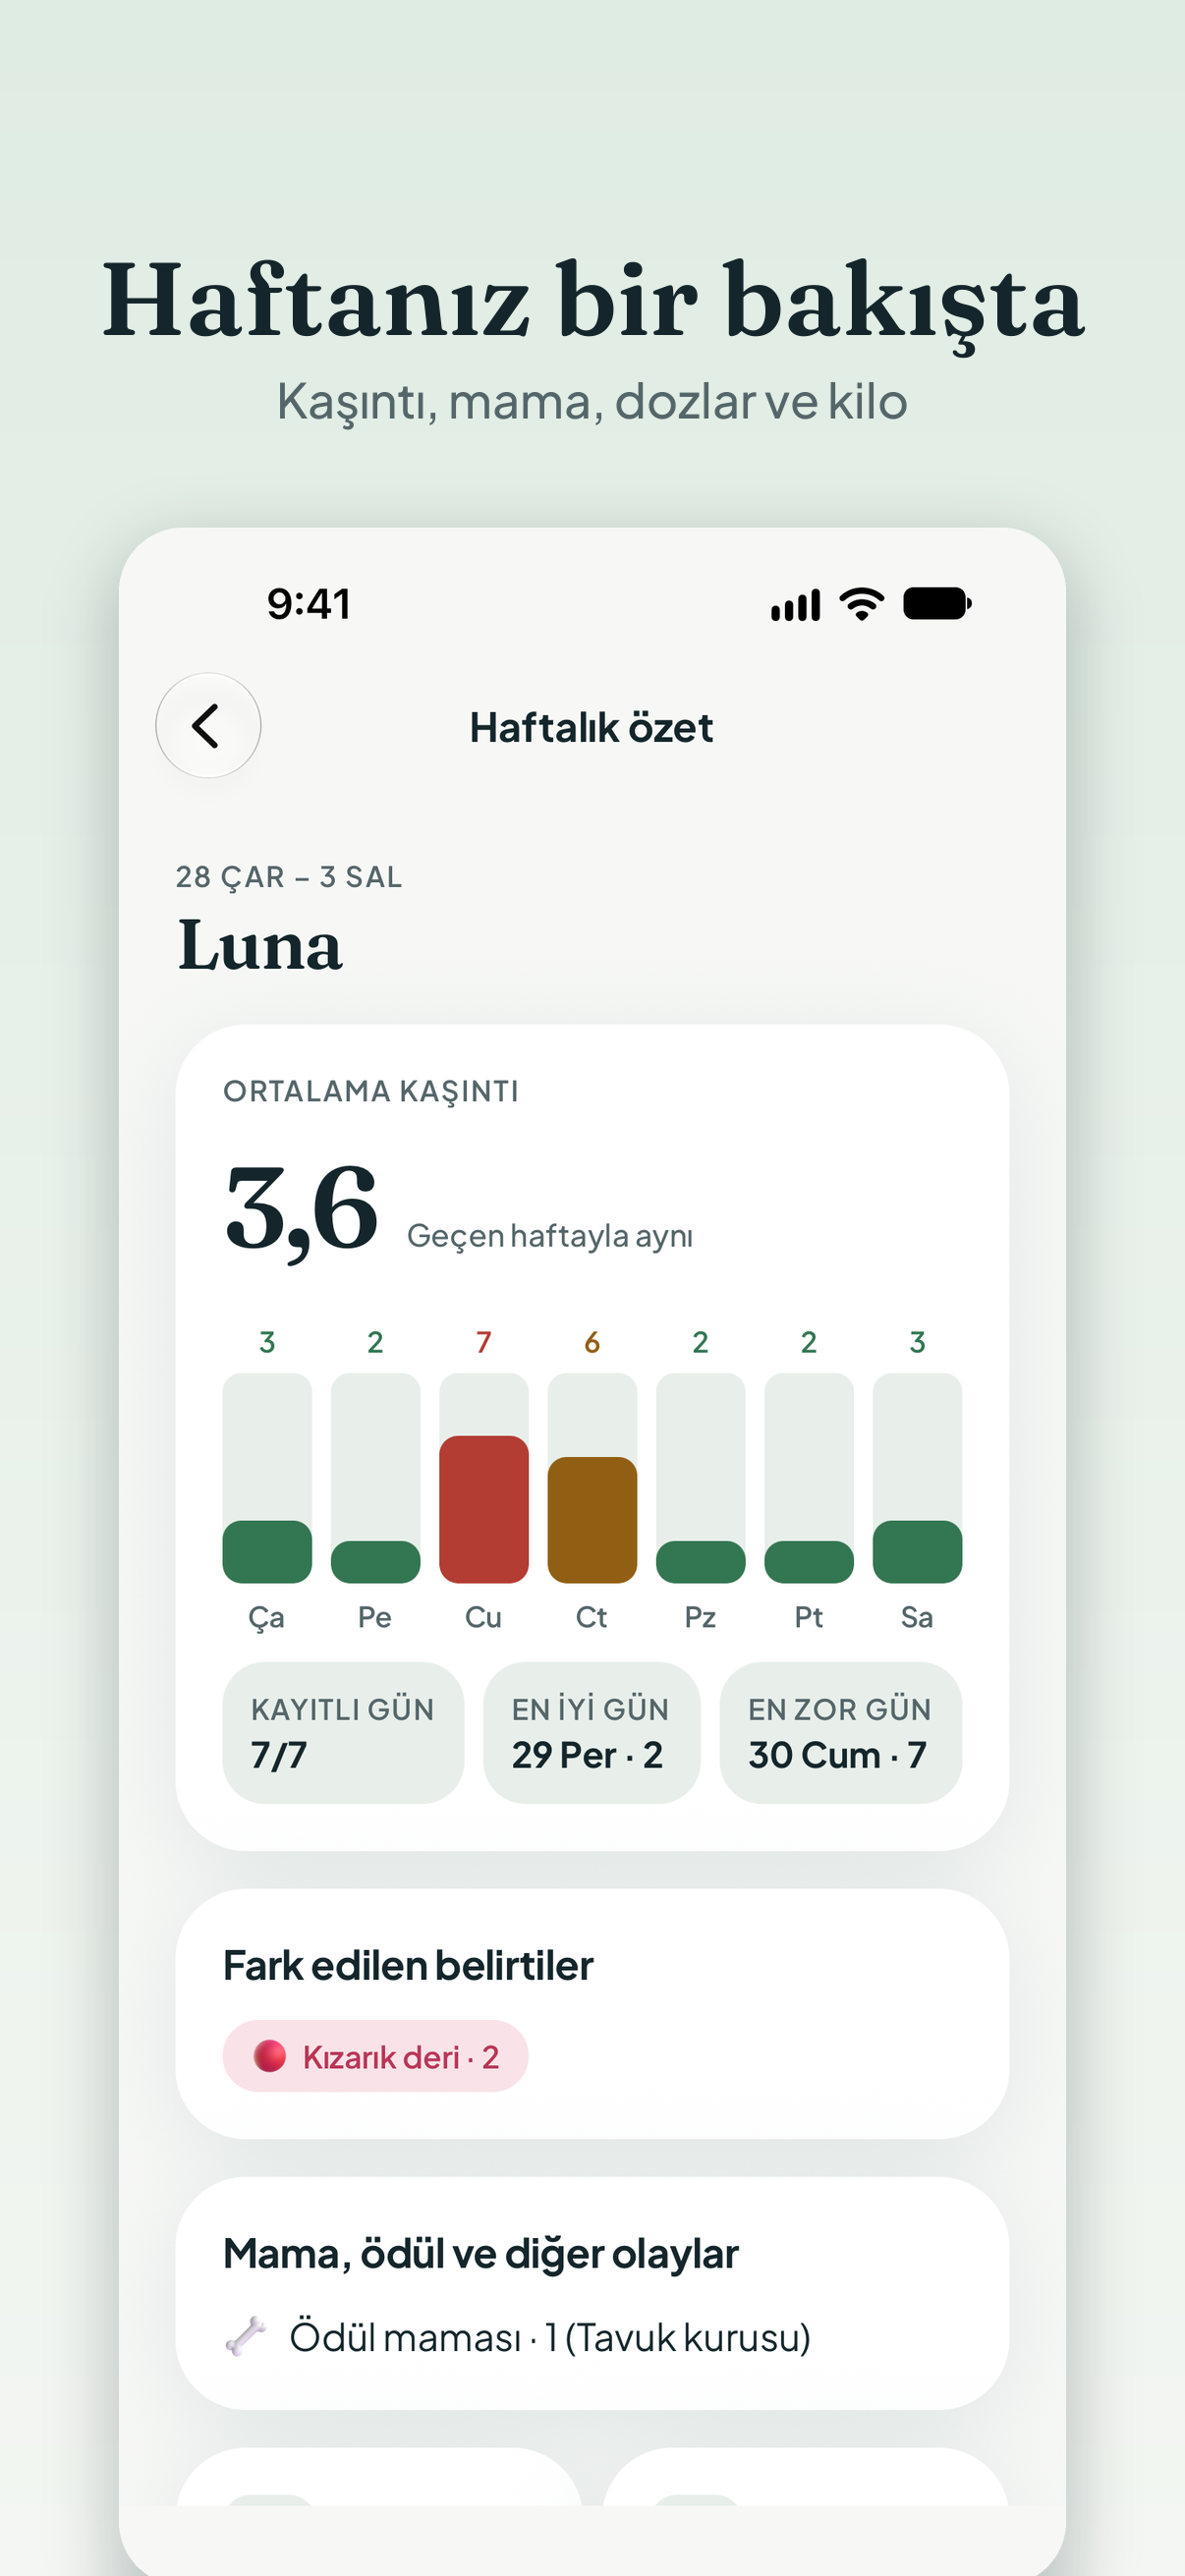 Haftanız bir bakışta
Kaşıntı, mama, dozlar ve kilo
9:41
Haftalık özet
28 ÇAR – 3 SAL
Luna
ORTALAMA KAŞINTI
3,6 Geçen haftayla aynı
3 2 7 6 2 2 3
Ça Pe Cu Ct Pz Pt Sa
KAYITLI GÜN EN İYİ GÜN EN ZOR GÜN
7/7 29 Per · 2 30 Cum · 7
Fark edilen belirtiler
Kızarık deri · 2
Mama, ödül ve diğer olaylar
Ödül maması · 1 (Tavuk kurusu)